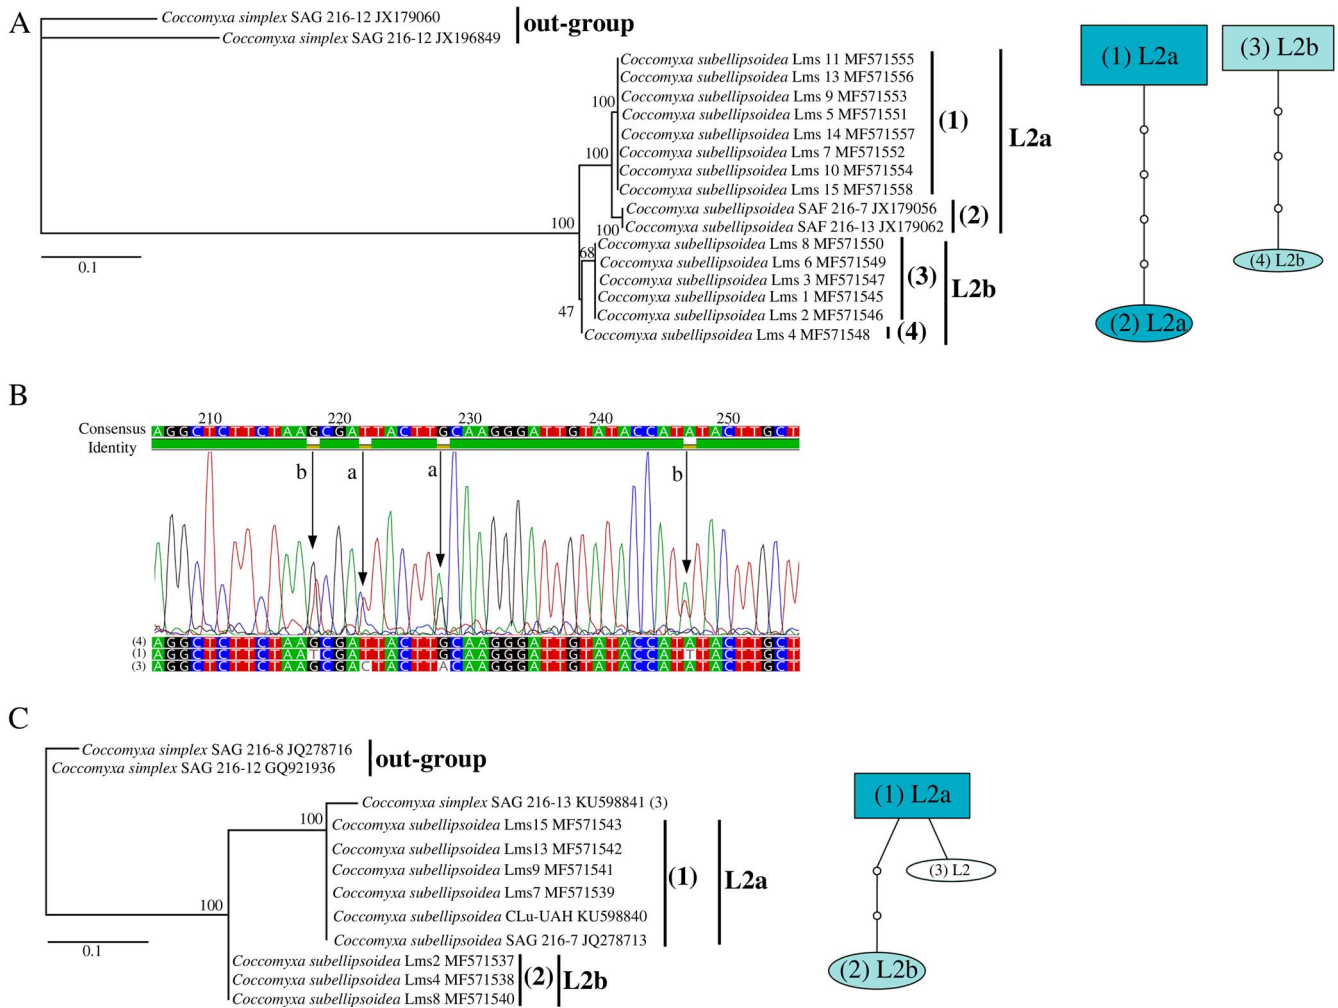 A
Coccomyxa simplex SAG 216-12 JX179060
Coccomyxa simplex SAG 216-12 JX196849
out-group
Coccomyxa subellipsoidea Lms 11 MF571555
Coccomyxa subellipsoidea Lms 13 MF571556
Coccomyxa subellipsoidea Lms 9 MF571553
Coccomyxa subellipsoidea Lms 5 MF571551
Coccomyxa subellipsoidea Lms 14 MF571557
Coccomyxa subellipsoidea Lms 7 MF571552
Coccomyxa subellipsoidea Lms 10 MF571554
Coccomyxa subellipsoidea Lms 15 MF571558
(1)
Coccomyxa subellipsoidea SAF 216-7 JX179056
Coccomyxa subellipsoidea SAF 216-13 JX179062
(2)
L2a
Coccomyxa subellipsoidea Lms 8 MF571550
Coccomyxa subellipsoidea Lms 6 MF571549
Coccomyxa subellipsoidea Lms 3 MF571547
Coccomyxa subellipsoidea Lms 1 MF571545
Coccomyxa subellipsoidea Lms 2 MF571546
(3)
Coccomyxa subellipsoidea Lms 4 MF571548
(4)
L2b
100
100
100
100
68
47
0.1
(1) L2a
(2) L2a
(3) L2b
(4) L2b
B
210 220 230 240 250
Consensus AGGCTCTTCTAAGCGATTACTTGCAAGGGATTGTATACCATATACTTGCT
Identity
b a a b
(4) AGGCTCTTCTAAGCGATTACTTGCAAGGGATTGTATACCATATACTTGCT
(1) AGGCTCTTCTAATCGATTACTTGCAAGGGATTGTATACCATTTACTTGCT
(3) AGGCTCTTCTAAGCGACTACTTACAAGGGATTGTATACCATATACTTGCT
C
Coccomyxa simplex SAG 216-8 JQ278716
Coccomyxa simplex SAG 216-12 GQ921936
out-group
Coccomyxa simplex SAG 216-13 KU598841 (3)
Coccomyxa subellipsoidea Lms15 MF571543
Coccomyxa subellipsoidea Lms13 MF571542
Coccomyxa subellipsoidea Lms9 MF571541
Coccomyxa subellipsoidea Lms7 MF571539
Coccomyxa subellipsoidea CLu-UAH KU598840
Coccomyxa subellipsoidea SAG 216-7 JQ278713
(1)
L2a
Coccomyxa subellipsoidea Lms2 MF571537
Coccomyxa subellipsoidea Lms4 MF571538
Coccomyxa subellipsoidea Lms8 MF571540
(2)
L2b
100
100
0.1
(1) L2a
(3) L2
(2) L2b